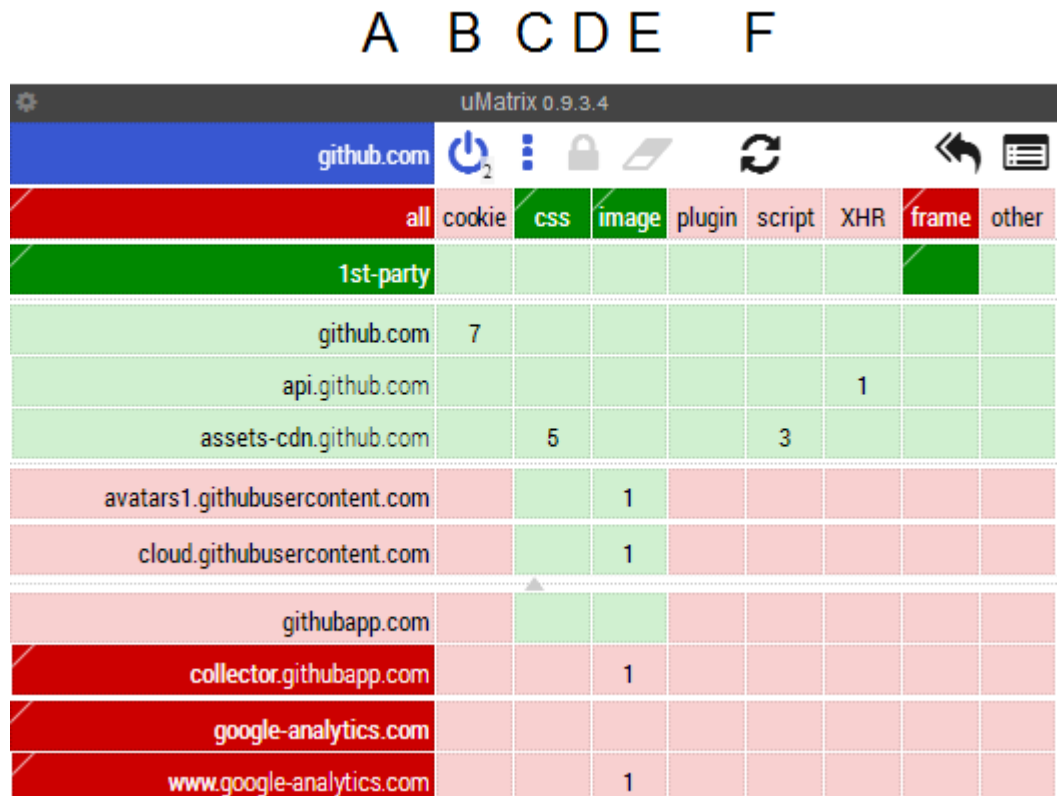 A B C D E F
uMatrix 0.9.3.4
github.com 2
all cookie css image plugin script XHR frame other
1st-party
github.com 7
api.github.com 1
assets-cdn.github.com 5 3
avatars1.githubusercontent.com 1
cloud.githubusercontent.com 1
githubapp.com
collector.githubapp.com 1
google-analytics.com
www.google-analytics.com 1